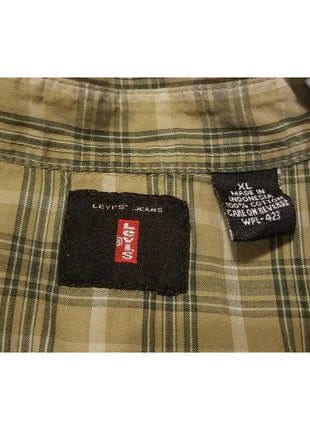 LEVI'S® JEANS
LEVI'S
®
XL
MADE IN
INDONESIA
100% COTTON
CARE ON REVERSE
WPL-423